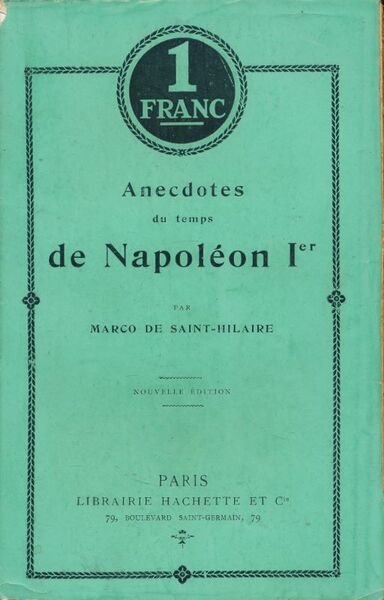 1
FRANC
Anecdotes
du temps
de Napoléon Ier
PAR
MARCO DE SAINT-HILAIRE
NOUVELLE ÉDITION
PARIS
LIBRAIRIE HACHETTE ET Cie
79, BOULEVARD SAINT-GERMAIN, 79